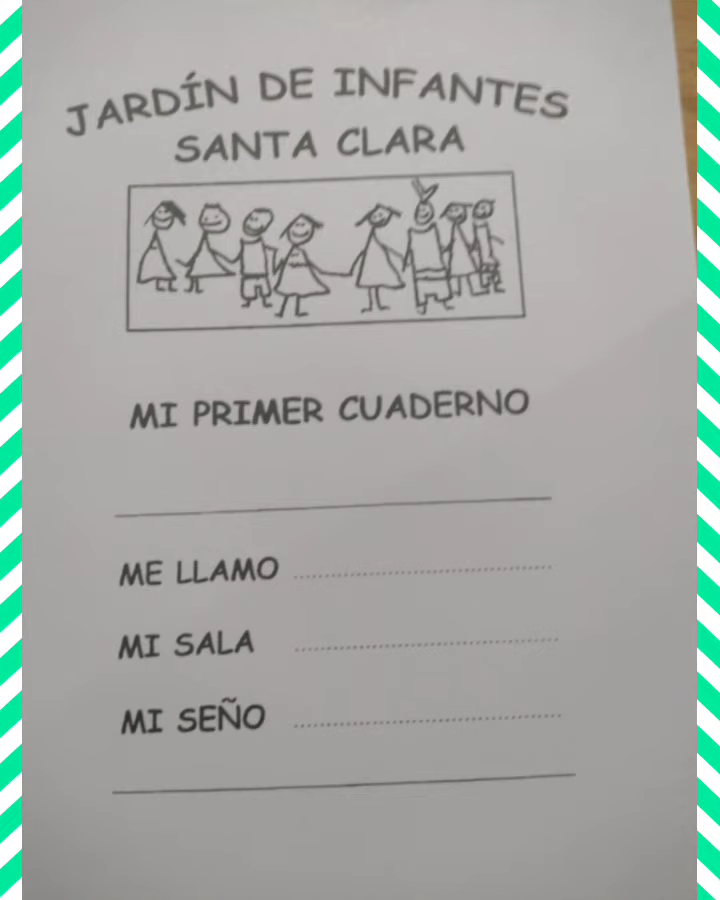 JARDÍN DE INFANTES
SANTA CLARA
MI PRIMER CUADERNO
ME LLAMO ........................................
MI SALA ........................................
MI SEÑO ........................................